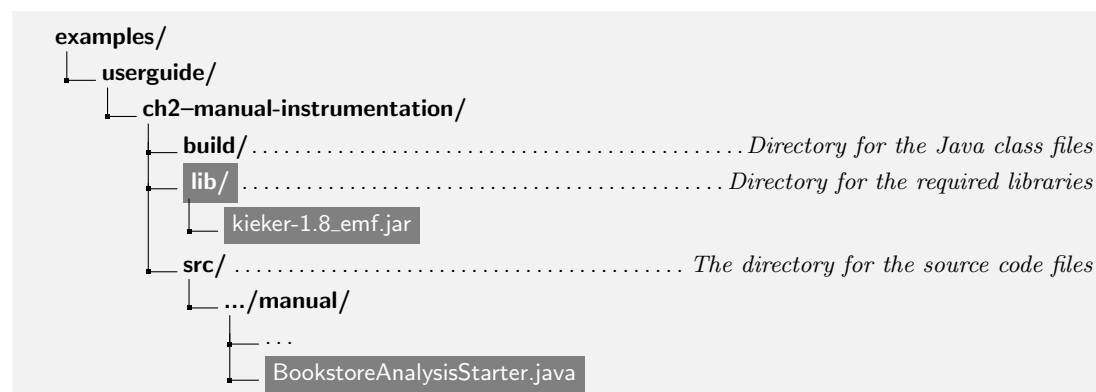 examples/
userguide/
ch2–manual-instrumentation/
build/ . . . . . . . . . . . . . . . . . . . . . . . . . . . . . . . . . . . . . . . . . . . . . . . Directory for the Java class files
lib/ . . . . . . . . . . . . . . . . . . . . . . . . . . . . . . . . . . . . . . . . . . . . . . Directory for the required libraries
kieker-1.8_emf.jar
src/ . . . . . . . . . . . . . . . . . . . . . . . . . . . . . . . . . . . . . . . . . . . The directory for the source code files
.../manual/
. . .
BookstoreAnalysisStarter.java